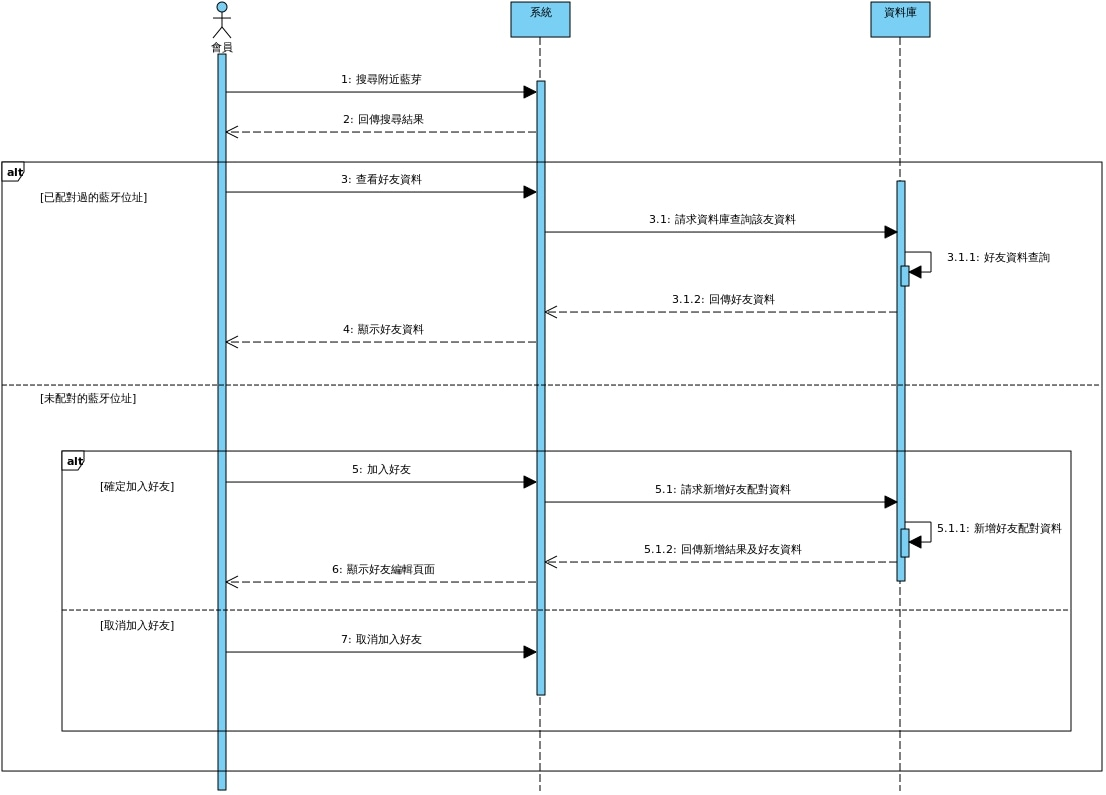 會員
系統
資料庫
1: 搜尋附近藍芽
2: 回傳搜尋結果
alt
3: 查看好友資料
[已配對過的藍牙位址]
3.1: 請求資料庫查詢該友資料
3.1.1: 好友資料查詢
3.1.2: 回傳好友資料
4: 顯示好友資料
[未配對的藍牙位址]
alt
5: 加入好友
[確定加入好友]
5.1: 請求新增好友配對資料
5.1.1: 新增好友配對資料
5.1.2: 回傳新增結果及好友資料
6: 顯示好友編輯頁面
[取消加入好友]
7: 取消加入好友